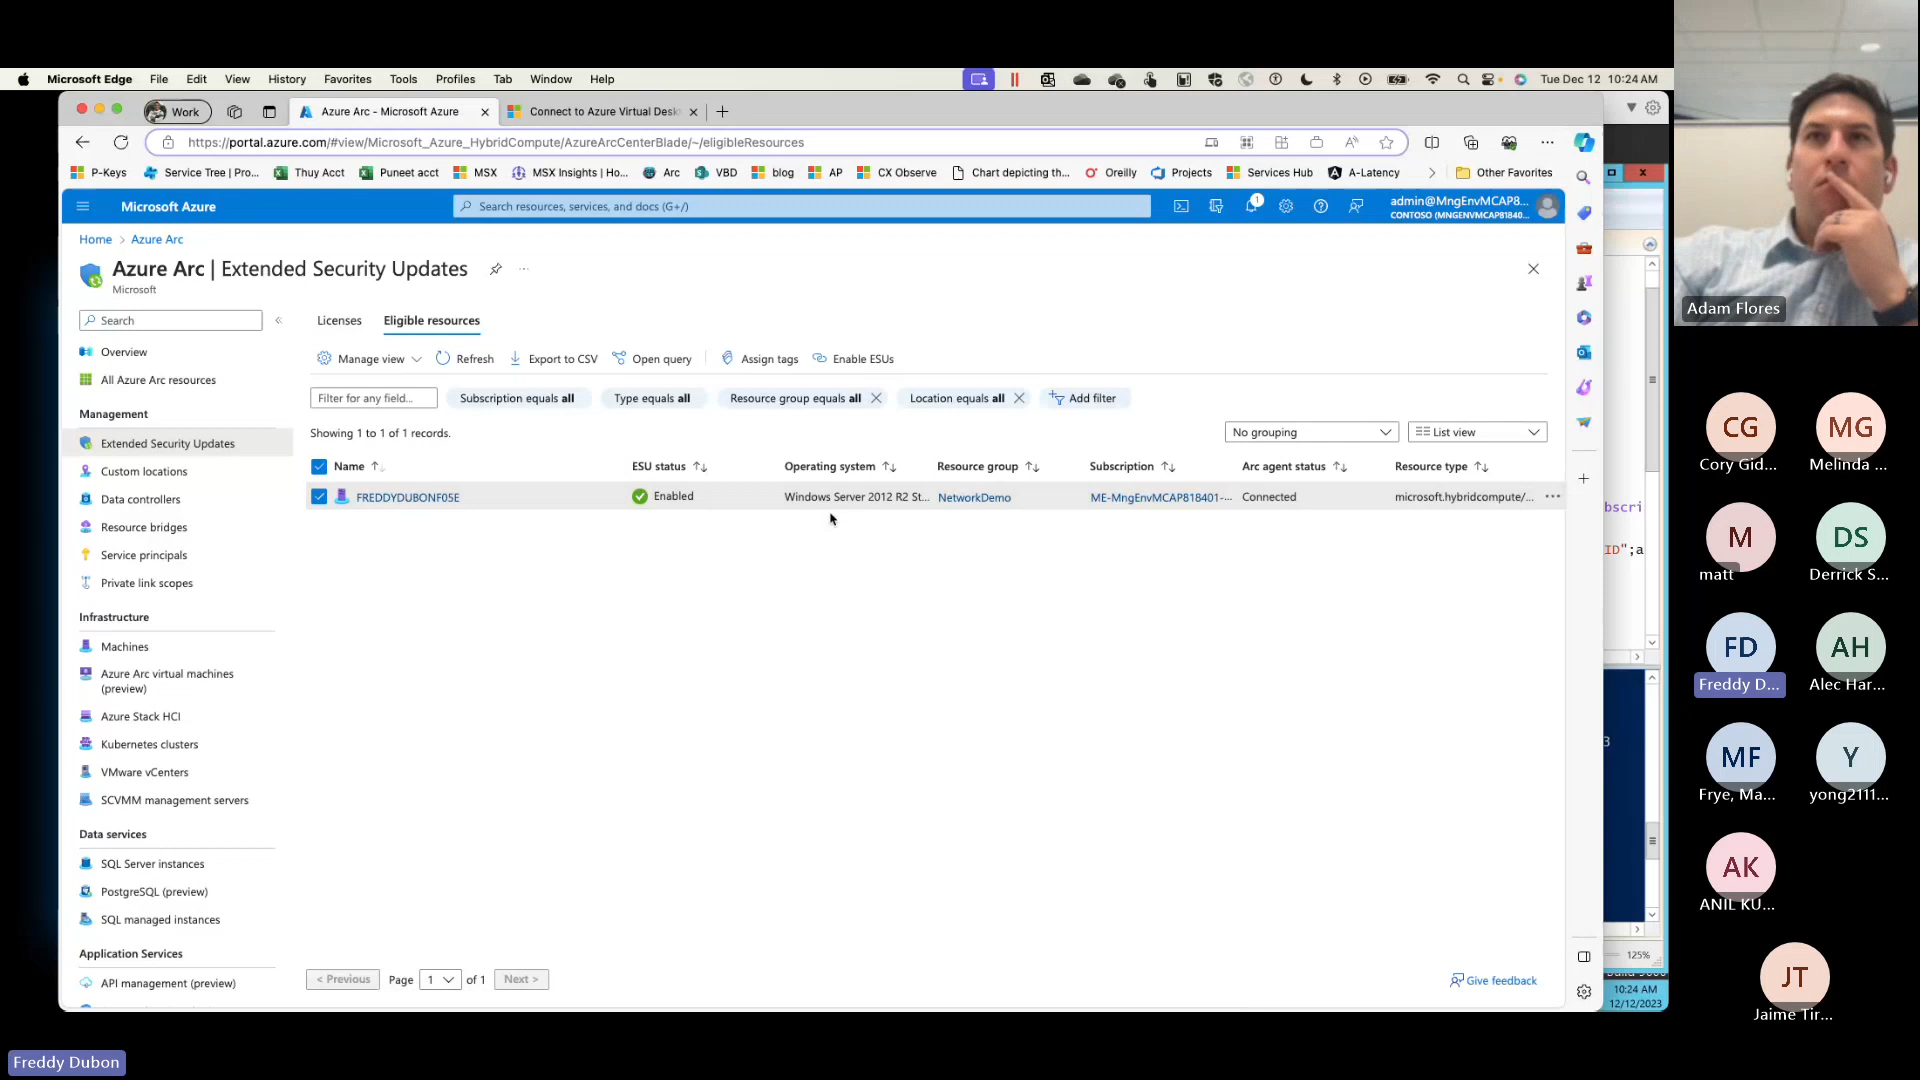 Microsoft Edge File Edit View History Favorites Tools Profiles Tab Window Help Tue Dec 12 10:24 AM
Work Azure Arc - Microsoft Azure Connect to Azure Virtual Desk
https://portal.azure.com/#view/Microsoft_Azure_HybridCompute/AzureArcCenterBlade/~/eligibleResources
P-Keys Service Tree | Pro... Thuy Acct Puneet acct MSX MSX Insights | Ho... Arc VBD blog AP CX Observe Chart depicting th... Oreilly Projects Services Hub A-Latency Other Favorites
Microsoft Azure Search resources, services, and docs (G+/) 1 admin@MngEnvMCAP8...
CONTOSO (MNGENVMCAP81840...
Home > Azure Arc
Azure Arc | Extended Security Updates ...
Microsoft
Search «
Overview
All Azure Arc resources
Management
Extended Security Updates
Custom locations
Data controllers
Resource bridges
Service principals
Private link scopes
Infrastructure
Machines
Azure Arc virtual machines
(preview)
Azure Stack HCI
Kubernetes clusters
VMware vCenters
SCVMM management servers
Data services
SQL Server instances
PostgreSQL (preview)
SQL managed instances
Application Services
API management (preview)
Licenses Eligible resources
Manage view Refresh Export to CSV Open query Assign tags Enable ESUs
Filter for any field... Subscription equals all Type equals all Resource group equals all Location equals all Add filter
Showing 1 to 1 of 1 records. No grouping List view
Name ESU status Operating system Resource group Subscription Arc agent status Resource type
FREDDYDUBONF05E Enabled Windows Server 2012 R2 St... NetworkDemo ME-MngEnvMCAP818401-... Connected microsoft.hybridcompute/... ...
< Previous Page 1 of 1 Next > Give feedback
bscri
ID";a
3
125%
10:24 AM
12/12/2023
Adam Flores
CG MG
Cory Gid... Melinda ...
M DS
matt Derrick S...
FD AH
Freddy D... Alec Har...
MF Y
Frye, Ma... yong2111...
AK
ANIL KU...
JT
Jaime Tir...
Freddy Dubon